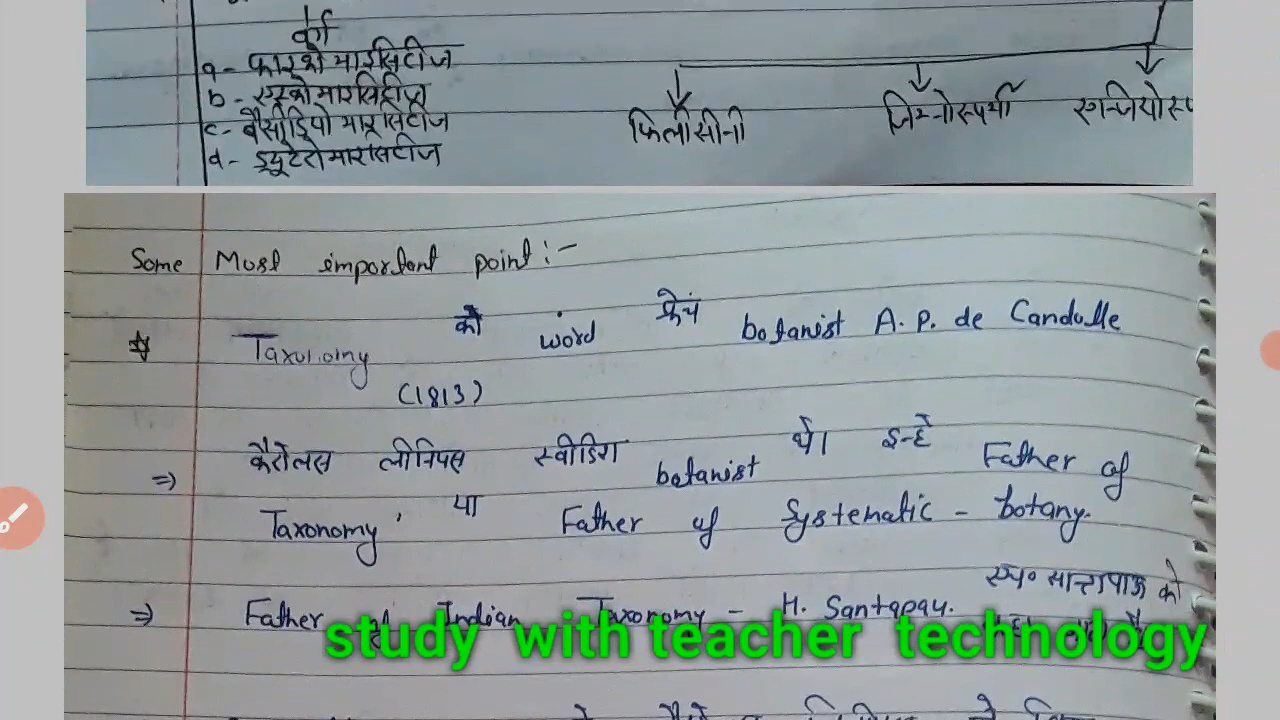 वर्ग
a- फाइकोमाइसिटीज
b- एस्कोमाइसिटीज
c- बैसीडियोमाइसिटीज
d- ड्यूटेरोमाइसिटीज
फिलीसीनी जिम्नोस्पर्मी एन्जियोस्प
Some Most important point:-
Taxonomy को word फ्रेंच botanist A. P. de Candolle
(1813)
⇒ कैरोलस लीनियस स्वीडिश botanist थे। इन्हे Father of
Taxonomy, या Father of Systematic - botany.
⇒ Father of Indian Taxonomy - H. Santapau. एच० सान्तापाऊ को
study with teacher technology